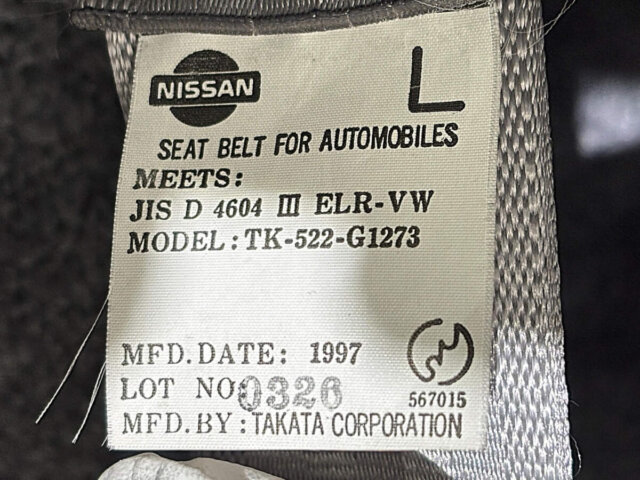 NISSAN
L
SEAT BELT FOR AUTOMOBILES
MEETS:
JIS D 4604 III ELR-VW
MODEL:TK-522-G1273
MFD.DATE: 1997
LOT NO:0326
567015
MFD.BY:TAKATA CORPORATION